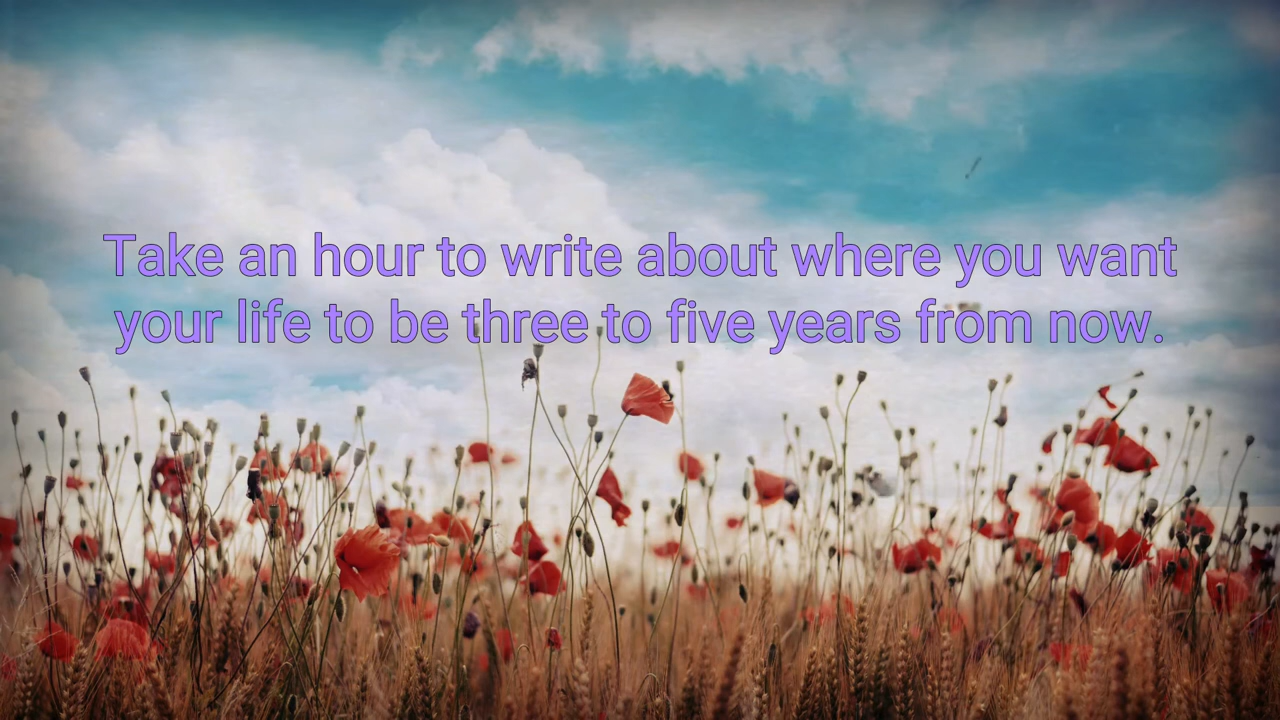 Take an hour to write about where you want
your life to be three to five years from now.